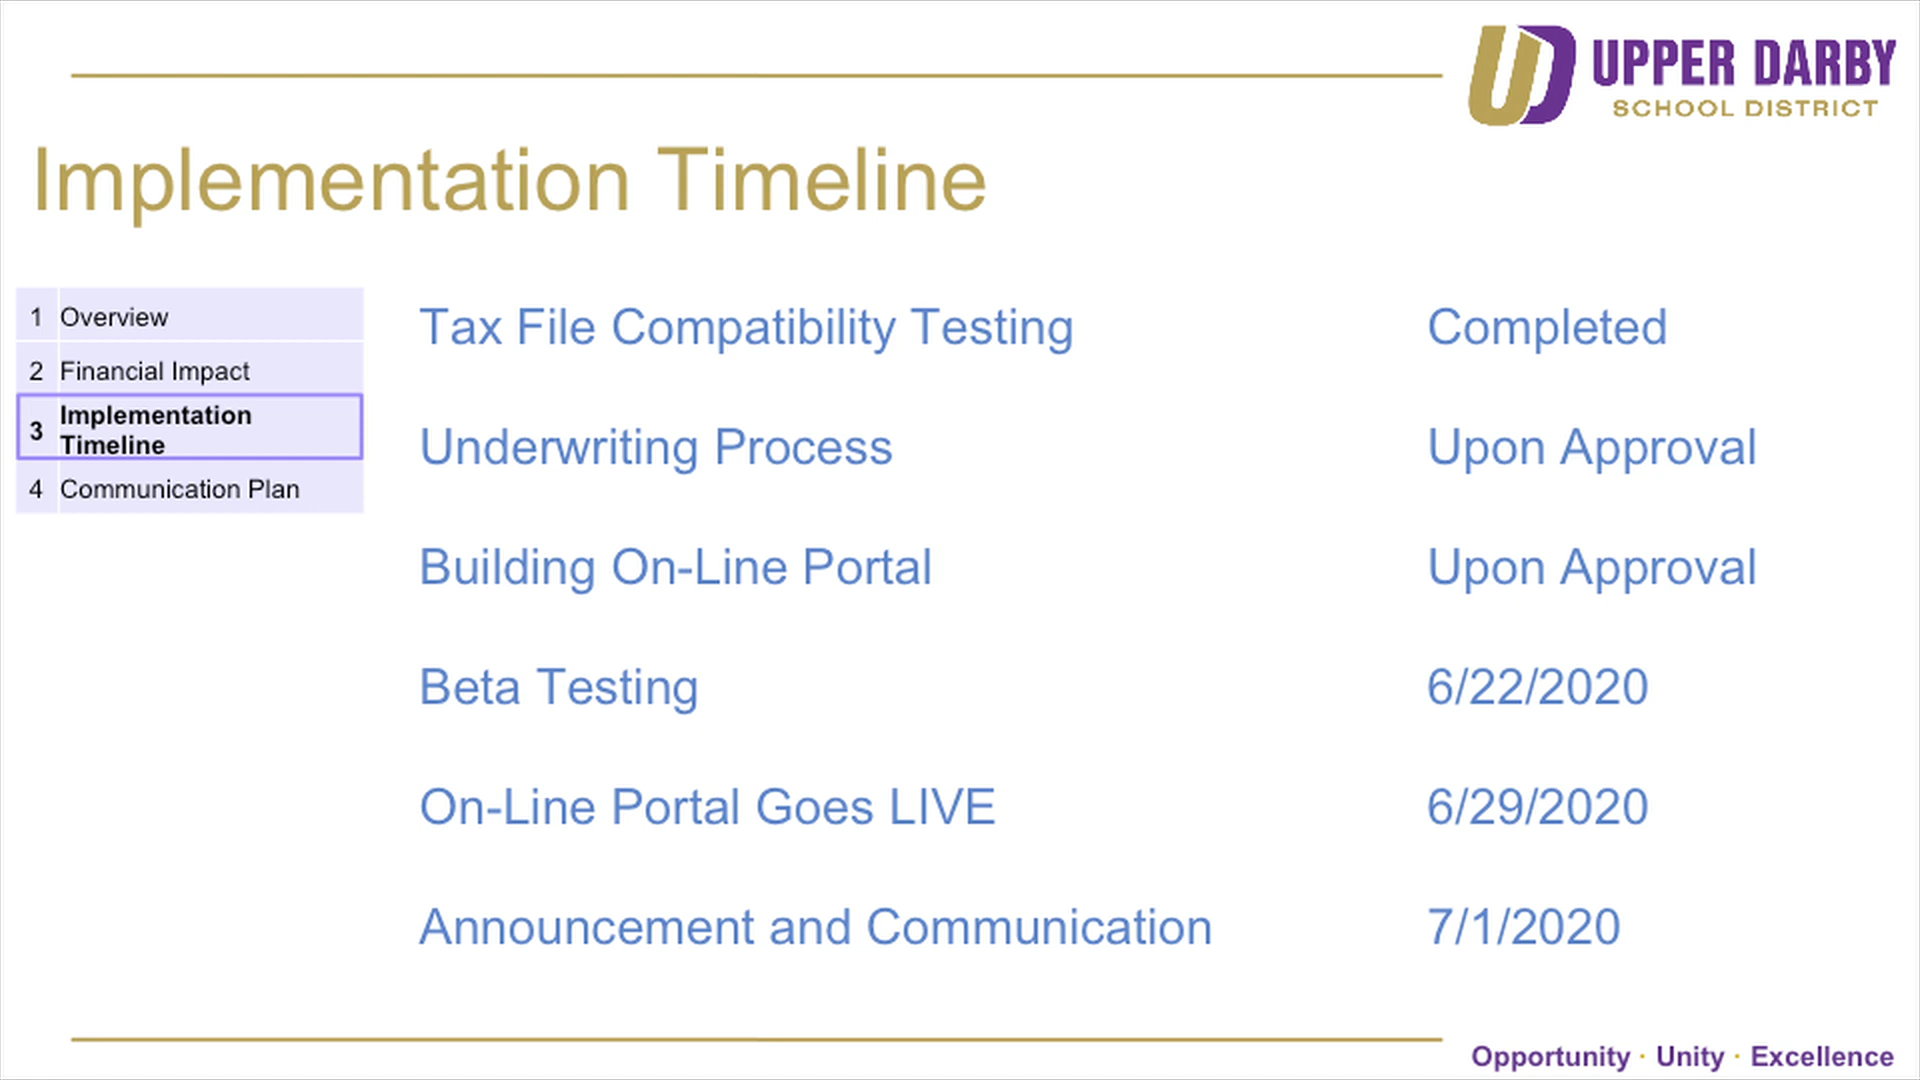 UPPER DARBY
SCHOOL DISTRICT
Implementation Timeline
1 Overview
2 Financial Impact
3 Implementation
Timeline
4 Communication Plan
Tax File Compatibility Testing Completed
Underwriting Process Upon Approval
Building On-Line Portal Upon Approval
Beta Testing 6/22/2020
On-Line Portal Goes LIVE 6/29/2020
Announcement and Communication 7/1/2020
Opportunity · Unity · Excellence